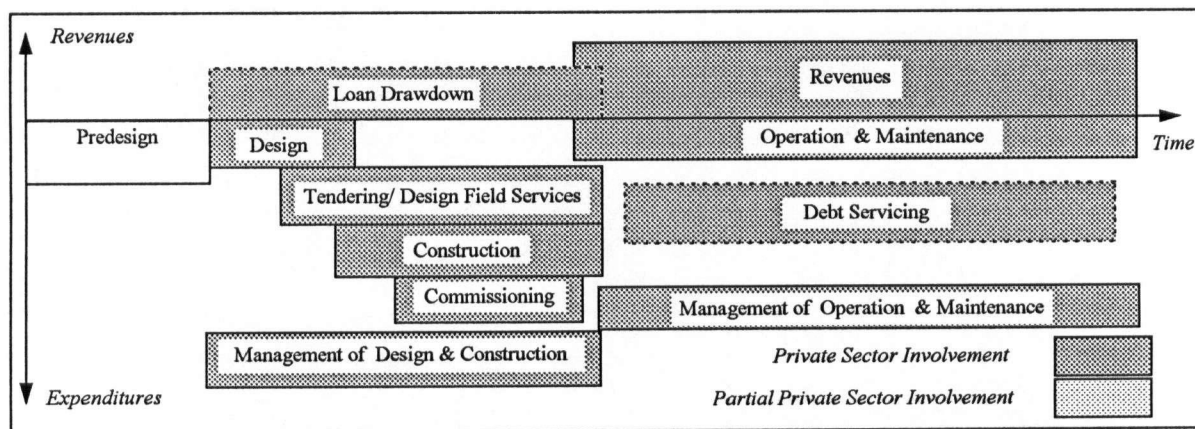 Revenues
Loan Drawdown
Revenues
Predesign
Design
Operation & Maintenance
Time
Tendering/ Design Field Services
Debt Servicing
Construction
Commissioning
Management of Operation & Maintenance
Management of Design & Construction
Private Sector Involvement
Expenditures
Partial Private Sector Involvement